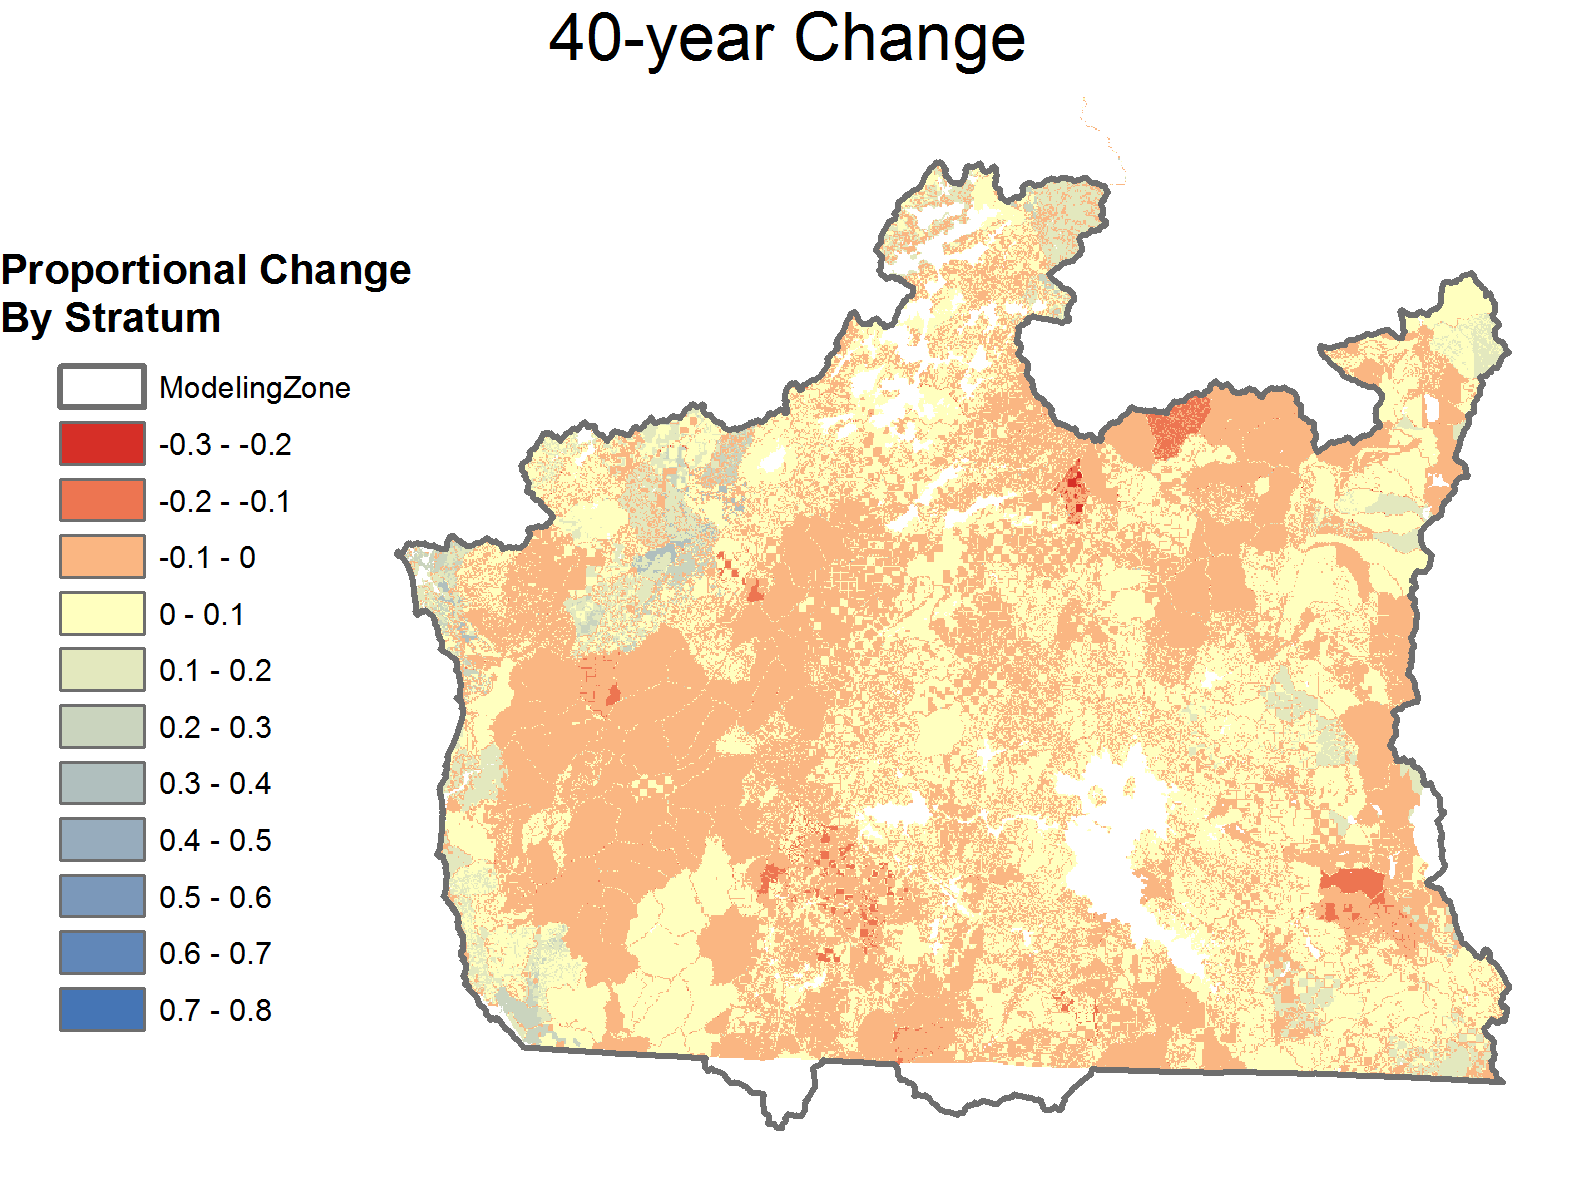 40-year Change
Proportional Change
By Stratum
ModelingZone
-0.3 - -0.2
-0.2 - -0.1
-0.1 - 0
0 - 0.1
0.1 - 0.2
0.2 - 0.3
0.3 - 0.4
0.4 - 0.5
0.5 - 0.6
0.6 - 0.7
0.7 - 0.8